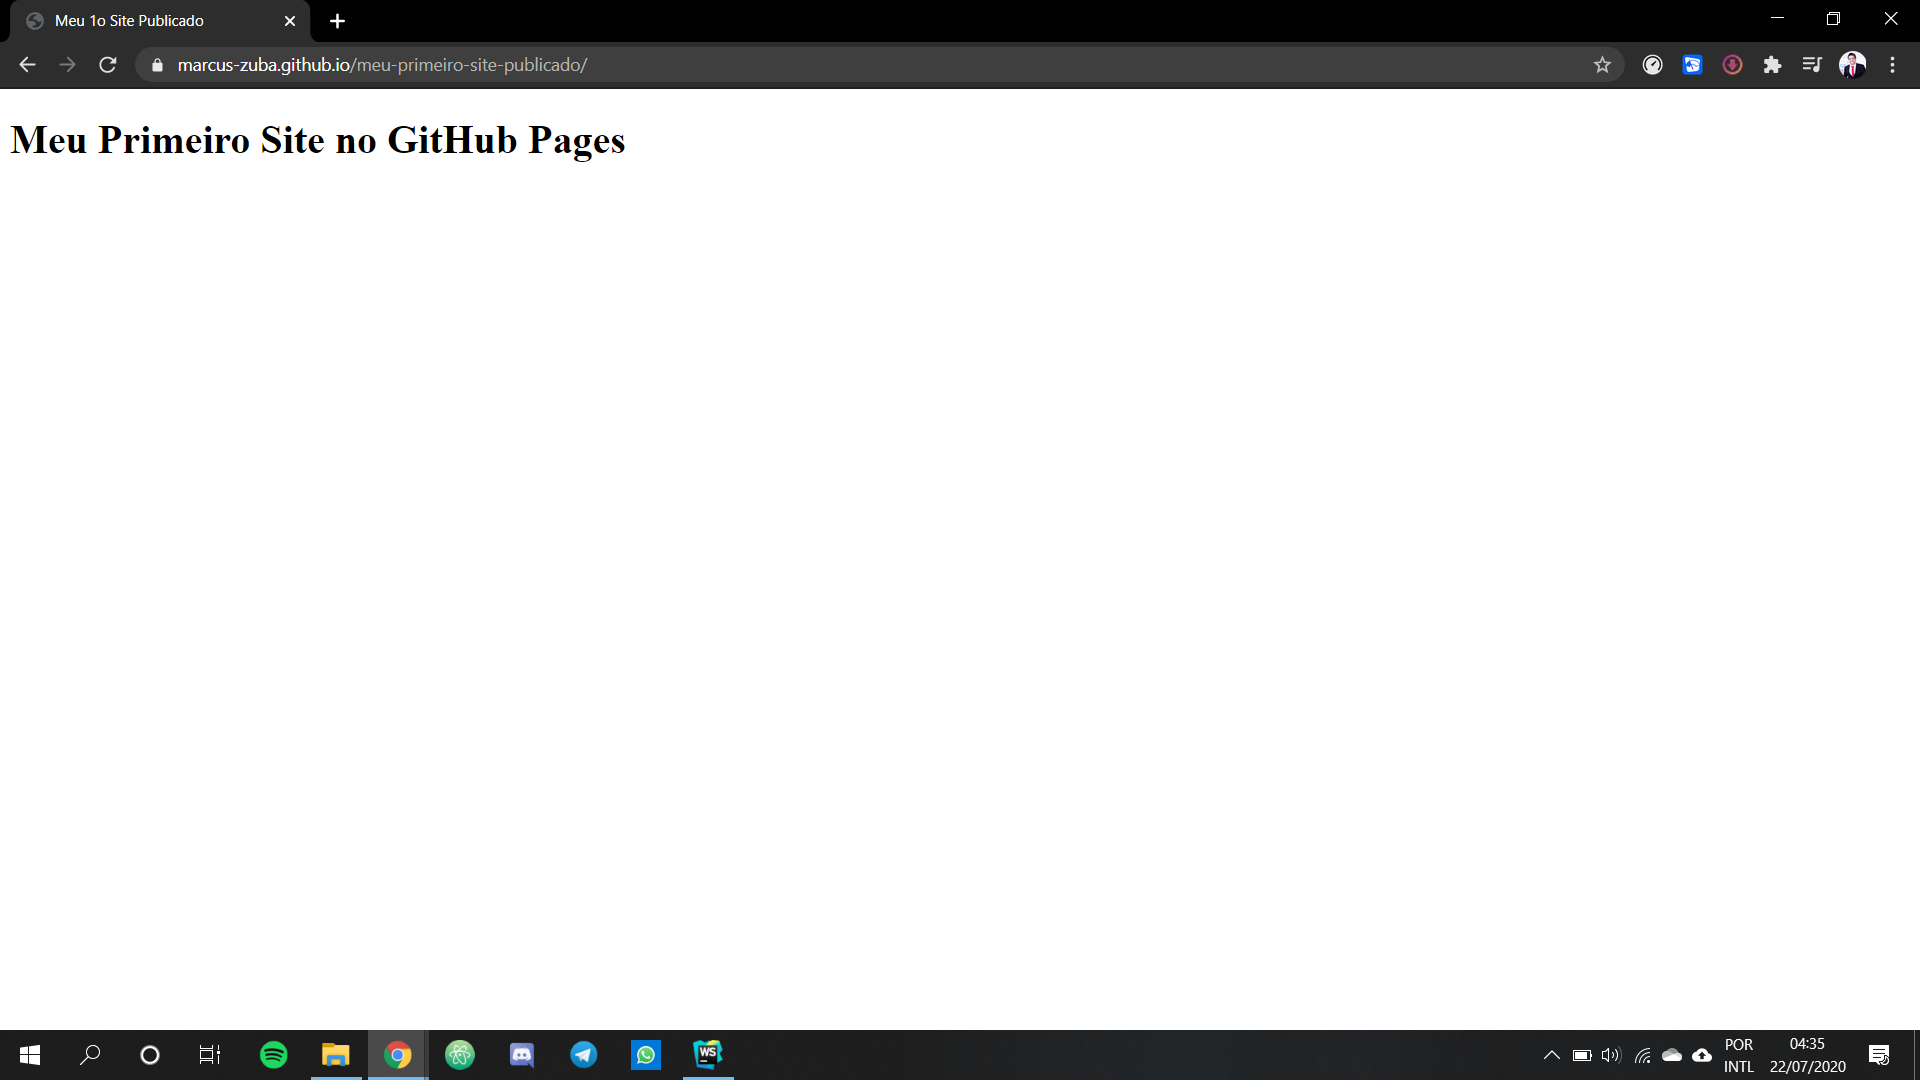 Meu 1o Site Publicado
marcus-zuba.github.io/meu-primeiro-site-publicado/
Meu Primeiro Site no GitHub Pages
WS
POR
INTL
04:35
22/07/2020